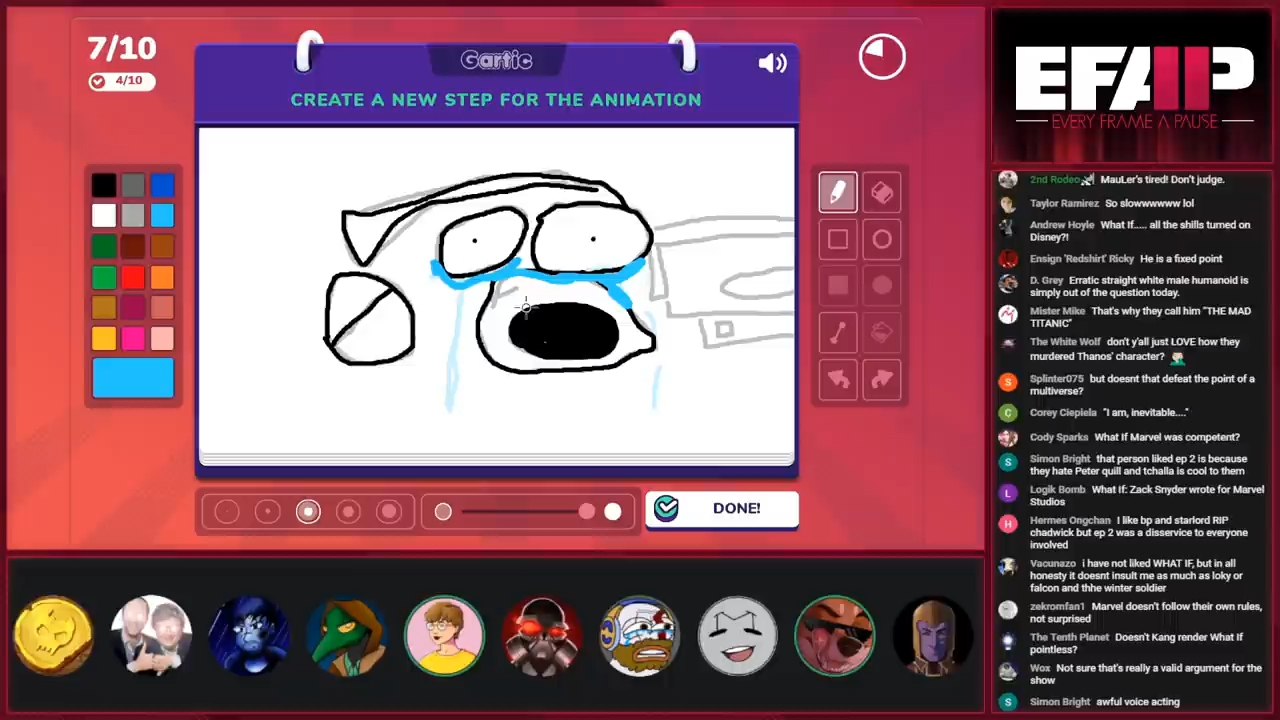 7/10
4/10
Gartic
CREATE A NEW STEP FOR THE ANIMATION
DONE!
EFAP
EVERY FRAME A PAUSE
2nd Rodeo MauLer's tired! Don't judge.
Taylor Ramirez So slowwwwww lol
Andrew Hoyle What If..... all the shills turned on
Disney?!
Ensign 'Redshirt' Ricky He is a fixed point
D. Grey Erratic straight white male humanoid is
simply out of the question today.
Mister Mike That's why they call him "THE MAD
TITANIC"
The White Wolf don't y'all just LOVE how they
murdered Thanos' character?
Splinter075 but doesnt that defeat the point of a
multiverse?
Corey Ciepiela "I am, inevitable...."
Cody Sparks What If Marvel was competent?
Simon Bright that person liked ep 2 is because
they hate Peter quill and tchalla is cool to them
Logik Bomb What If: Zack Snyder wrote for Marvel
Studios
Hermes Ongchan I like bp and starlord RIP
chadwick but ep 2 was a disservice to everyone
involved
Vacunazo i have not liked WHAT IF, but in all
honesty it doesnt insult me as much as loky or
falcon and thhe winter soldier
zekromfan1 Marvel doesn't follow their own rules,
not surprised
The Tenth Planet Doesn't Kang render What If
pointless?
Wox Not sure that's really a valid argument for the
show
Simon Bright awful voice acting